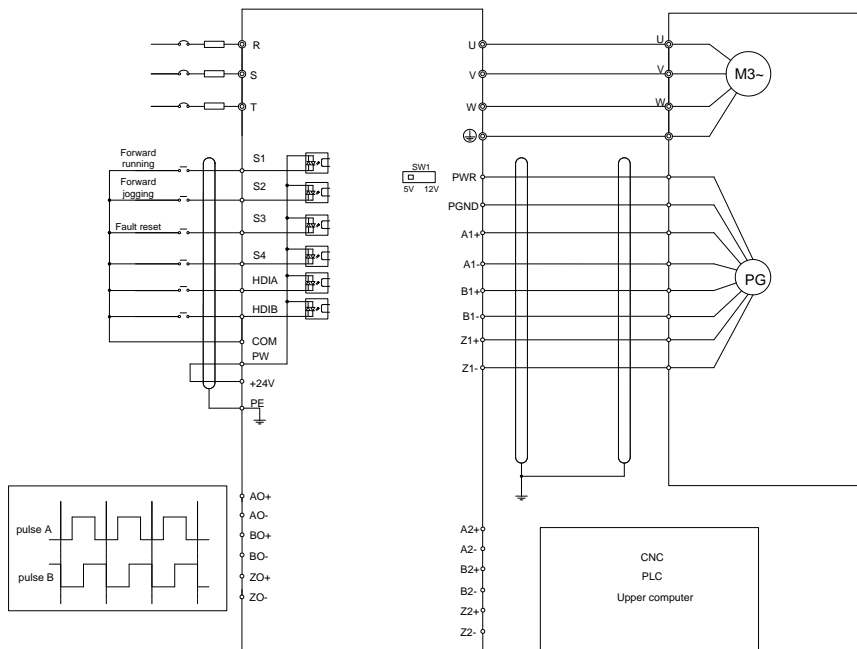 R
S
T
Forward
running
S1
Forward
jogging
S2
Fault reset
S3
S4
HDIA
HDIB
COM
PW
+24V
PE
pulse A
pulse B
AO+
AO-
BO+
BO-
ZO+
ZO-
U
V
W
SW1
5V 12V
PWR
PGND
A1+
A1-
B1+
B1-
Z1+
Z1-
A2+
A2-
B2+
B2-
Z2+
Z2-
U
V
W
M3~
PG
CNC
PLC
Upper computer